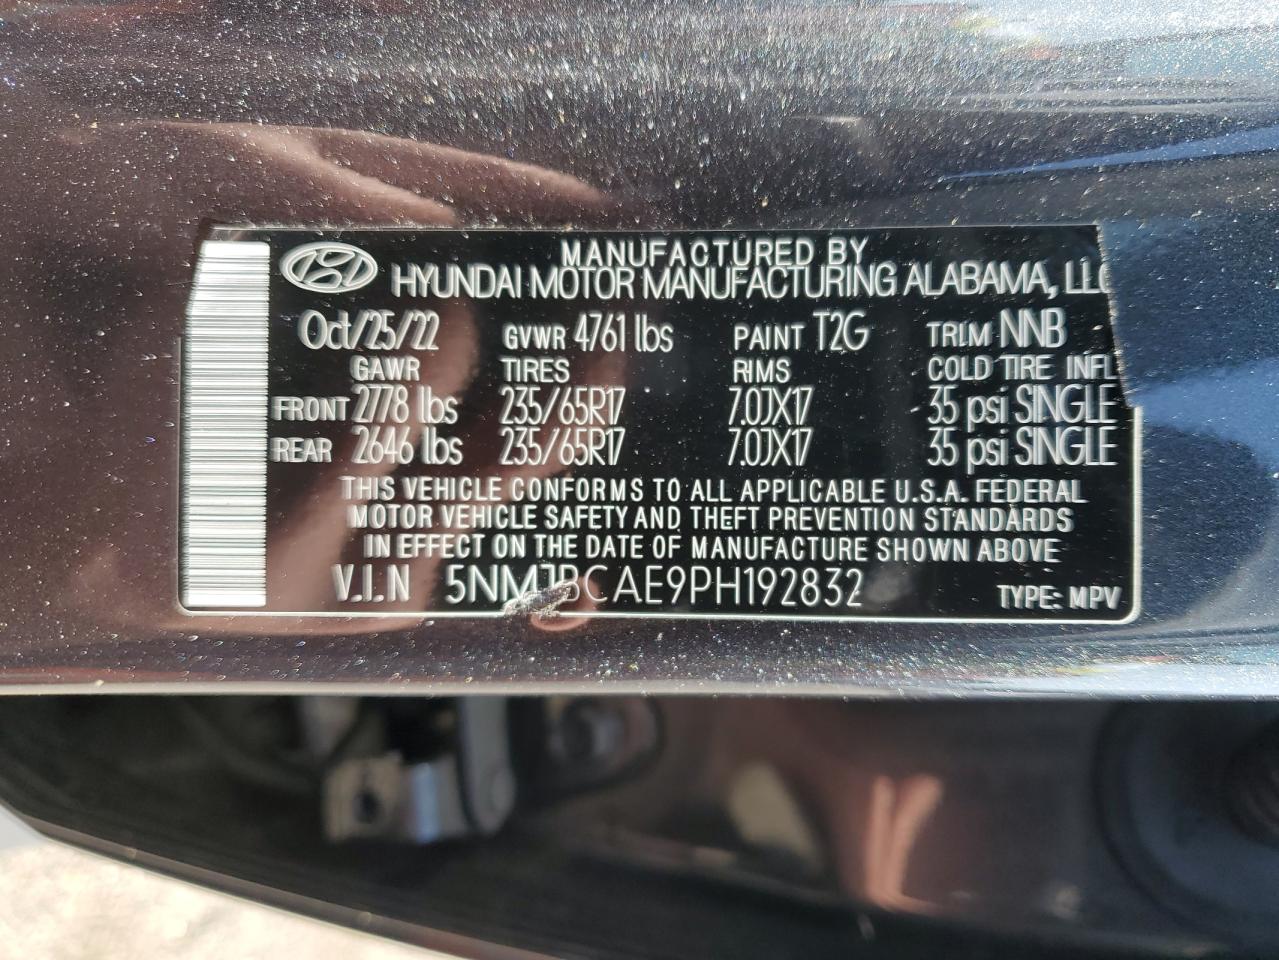 MANUFACTURED BY
HYUNDAI MOTOR MANUFACTURING ALABAMA, LLC
Oct/25/22 GVWR 4761 lbs PAINT T2G TRIM NNB
GAWR TIRES RIMS COLD TIRE INFL
FRONT 2778 lbs 235/65R17 7.0JX17 35 psi SINGLE
REAR 2646 lbs 235/65R17 7.0JX17 35 psi SINGLE
THIS VEHICLE CONFORMS TO ALL APPLICABLE U.S.A. FEDERAL
MOTOR VEHICLE SAFETY AND THEFT PREVENTION STANDARDS
IN EFFECT ON THE DATE OF MANUFACTURE SHOWN ABOVE
V.I.N 5NMJBCAE9PH192832 TYPE: MPV